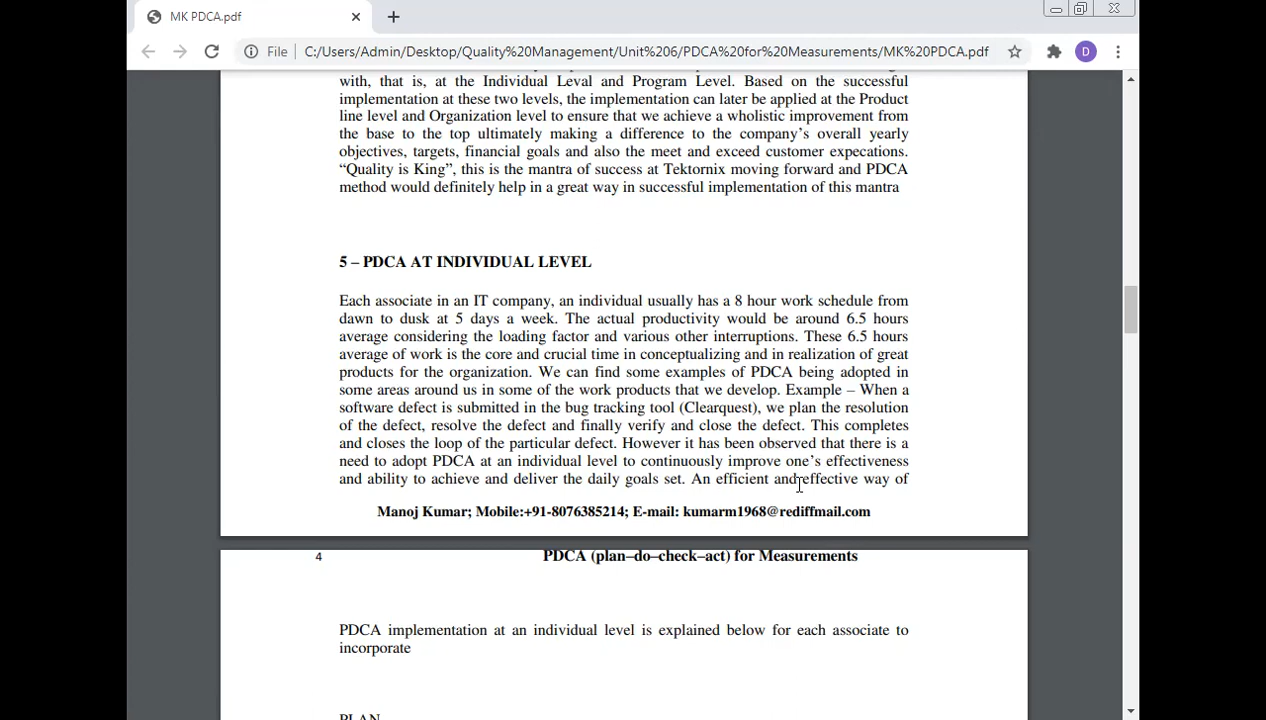 MK PDCA.pdf
File C:/Users/Admin/Desktop/Quality%20Management/Unit%206/PDCA%20for%20Measurements/MK%20PDCA.pdf
D
with, that is, at the Individual Leval and Program Level. Based on the successful
implementation at these two levels, the implementation can later be applied at the Product
line level and Organization level to ensure that we achieve a wholistic improvement from
the base to the top ultimately making a difference to the company's overall yearly
objectives, targets, financial goals and also the meet and exceed customer expecations.
“Quality is King”, this is the mantra of success at Tektornix moving forward and PDCA
method would definitely help in a great way in successful implementation of this mantra
5 – PDCA AT INDIVIDUAL LEVEL
Each associate in an IT company, an individual usually has a 8 hour work schedule from
dawn to dusk at 5 days a week. The actual productivity would be around 6.5 hours
average considering the loading factor and various other interruptions. These 6.5 hours
average of work is the core and crucial time in conceptualizing and in realization of great
products for the organization. We can find some examples of PDCA being adopted in
some areas around us in some of the work products that we develop. Example – When a
software defect is submitted in the bug tracking tool (Clearquest), we plan the resolution
of the defect, resolve the defect and finally verify and close the defect. This completes
and closes the loop of the particular defect. However it has been observed that there is a
need to adopt PDCA at an individual level to continuously improve one's effectiveness
and ability to achieve and deliver the daily goals set. An efficient and effective way of
Manoj Kumar; Mobile:+91-8076385214; E-mail: kumarm1968@rediffmail.com
4 PDCA (plan–do–check–act) for Measurements
PDCA implementation at an individual level is explained below for each associate to
incorporate
PLAN